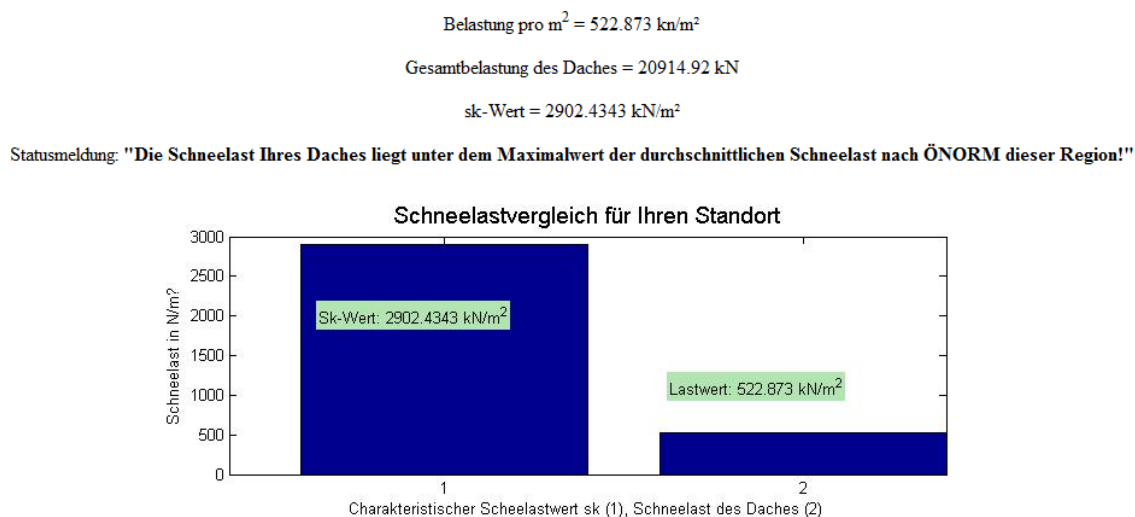 Belastung pro m² = 522.873 kn/m²
Gesamtbelastung des Daches = 20914.92 kN
sk-Wert = 2902.4343 kN/m²
Statusmeldung: "Die Schneelast Ihres Daches liegt unter dem Maximalwert der durchschnittlichen Schneelast nach ÖNORM dieser Region!"
Schneelastvergleich für Ihren Standort
Schneelast in N/m?
3000
2500
2000
1500
1000
500
0
Sk-Wert: 2902.4343 kN/m²
Lastwert: 522.873 kN/m²
1
2
Charakteristischer Scheelastwert sk (1), Schneelast des Daches (2)